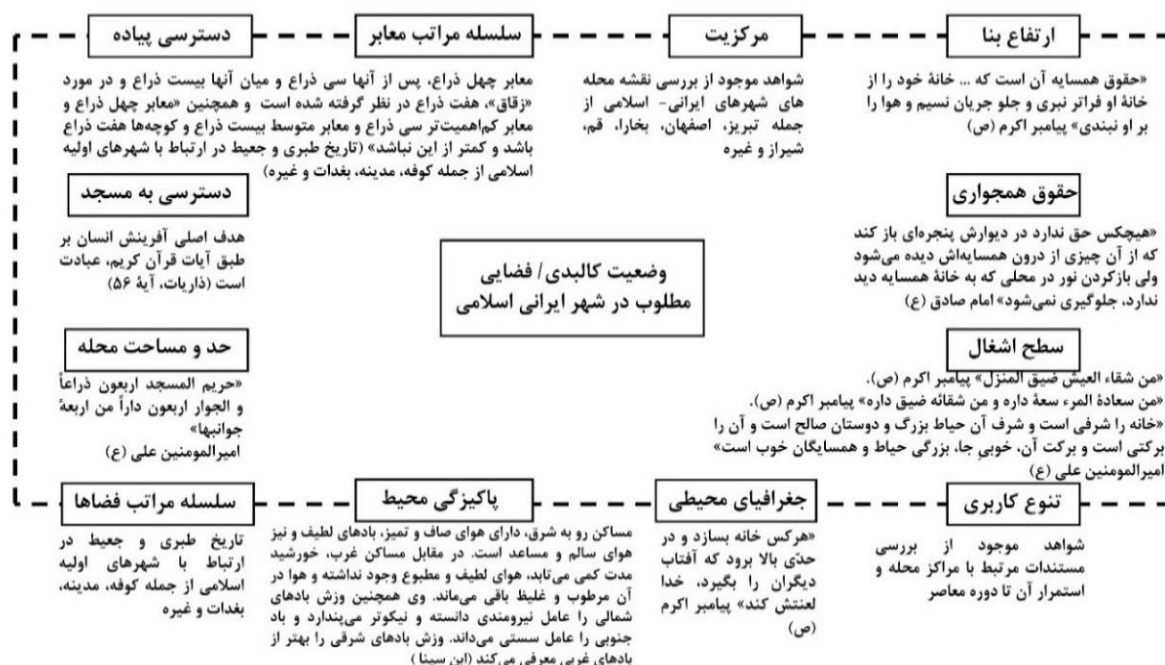 ارتفاع بنا
«حقوق همسایه آن است که ... خانهٔ خود را از
خانهٔ او فراتر نبری و جلو جریان نسیم و هوا را
بر او نبندی» پیامبر اکرم (ص)
مرکزیت
شواهد موجود از بررسی نقشه محله
های شهرهای ایرانی- اسلامی از
جمله تبریز، اصفهان، بخارا، قم،
شیراز و غیره
سلسله مراتب معابر
معابر چهل ذراع، پس از آنها سی ذراع و میان آنها بیست ذراع و در مورد
«زقاق»، هفت ذراع در نظر گرفته شده است و همچنین «معابر چهل ذراع و
معابر کم‌اهمیت‌تر سی ذراع و معابر متوسط بیست ذراع و کوچه‌ها هفت ذراع
باشد و کمتر از این نباشد» (تاریخ طبری و جعیط در ارتباط با شهرهای اولیه
اسلامی از جمله کوفه، مدینه، بغداد و غیره)
دسترسی پیاده
حقوق همجواری
«هیچکس حق ندارد در دیوارش پنجره‌ای باز کند
که از آن چیزی از درون همسایه‌اش دیده می‌شود
ولی بازکردن نور در محلی که به خانهٔ همسایه دید
ندارد، جلوگیری نمی‌شود» امام صادق (ع)
دسترسی به مسجد
هدف اصلی آفرینش انسان بر
طبق آیات قرآن کریم، عبادت
است (ذاریات، آیهٔ ۵۶)
وضعیت کالبدی/ فضایی
مطلوب در شهر ایرانی اسلامی
سطح اشغال
«من شقاء العیش ضیق المنزل» پیامبر اکرم (ص).
«من سعادة المرء سعة داره و من شقائه ضیق داره» پیامبر اکرم (ص).
«خانه را شرفی است و شرف آن حیاط بزرگ و دوستان صالح است و آن را
برکتی است و برکت آن، خوبیِ جا، بزرگی حیاط و همسایگان خوب است»
امیرالمومنین علی (ع)
حد و مساحت محله
«حریم المسجد اربعون ذراعاً
و الجوار اربعون داراً من اربعهٔ
جوانبها»
امیرالمومنین علی (ع)
تنوع کاربری
شواهد موجود از بررسی
مستندات مرتبط با مراکز محله و
استمرار آن تا دوره معاصر
جغرافیای محیطی
«هرکس خانه بسازد و در
حدّی بالا برود که آفتاب
دیگران را بگیرد، خدا
لعنتش کند» پیامبر اکرم
(ص)
پاکیزگی محیط
مساکن رو به شرق، دارای هوای صاف و تمیز، بادهای لطیف و نیز
هوای سالم و مساعد است. در مقابل مساکن غرب، خورشید
مدت کمی می‌تابد، هوای لطیف و مطبوع وجود نداشته و هوا در
آن مرطوب و غلیظ باقی می‌ماند. وی همچنین وزش بادهای
شمالی را عامل نیرومندی دانسته و نیکوتر می‌پندارد و باد
جنوبی را عامل سستی می‌داند. وزش بادهای شرقی را بهتر از
بادهای غربی معرفی می‌کند (ابن سینا)
سلسله مراتب فضاها
تاریخ طبری و جعیط در
ارتباط با شهرهای اولیه
اسلامی از جمله کوفه، مدینه،
بغدات و غیره